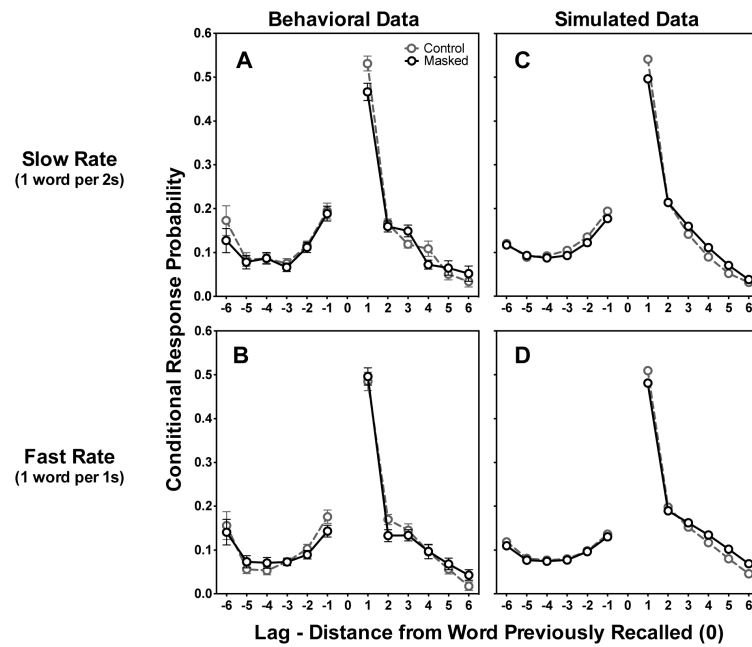 Behavioral Data
Simulated Data
Slow Rate
(1 word per 2s)
Fast Rate
(1 word per 1s)
Conditional Response Probability
A
Control
Masked
0.6
0.5
0.4
0.3
0.2
0.1
0.0
-6 -5 -4 -3 -2 -1 0 1 2 3 4 5 6
C
-6 -5 -4 -3 -2 -1 0 1 2 3 4 5 6
B
0.6
0.5
0.4
0.3
0.2
0.1
0.0
-6 -5 -4 -3 -2 -1 0 1 2 3 4 5 6
D
-6 -5 -4 -3 -2 -1 0 1 2 3 4 5 6
Lag - Distance from Word Previously Recalled (0)